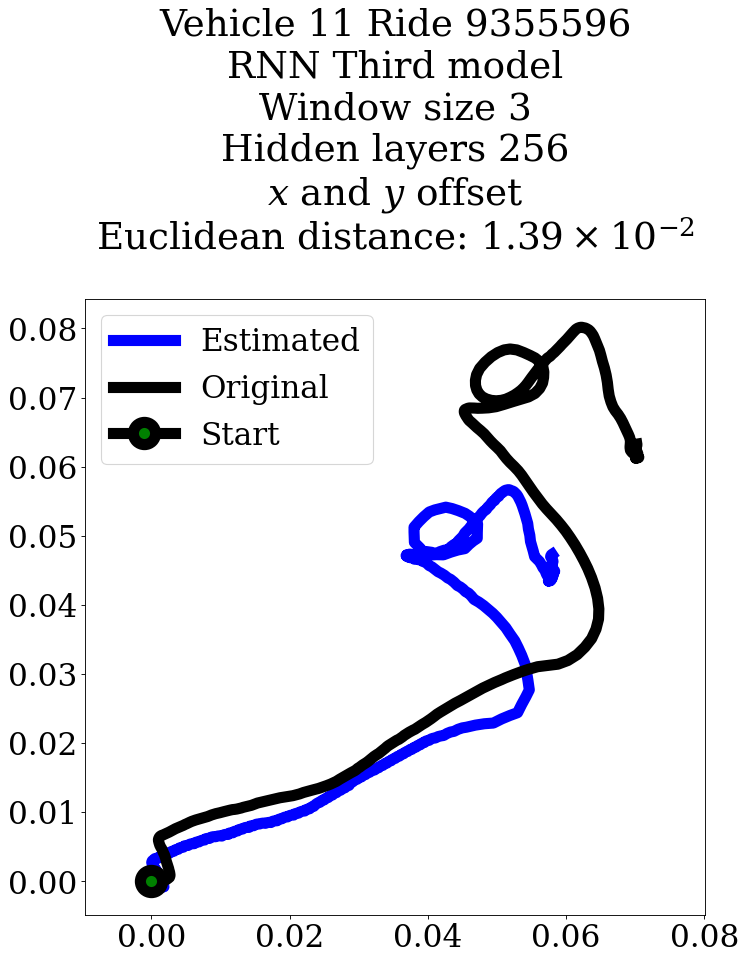 Vehicle 11 Ride 9355596
RNN Third model
Window size 3
Hidden layers 256
x and y offset
Euclidean distance: 1.39 × 10⁻²
Estimated
Original
Start
0.08
0.07
0.06
0.05
0.04
0.03
0.02
0.01
0.00
0.00 0.02 0.04 0.06 0.08